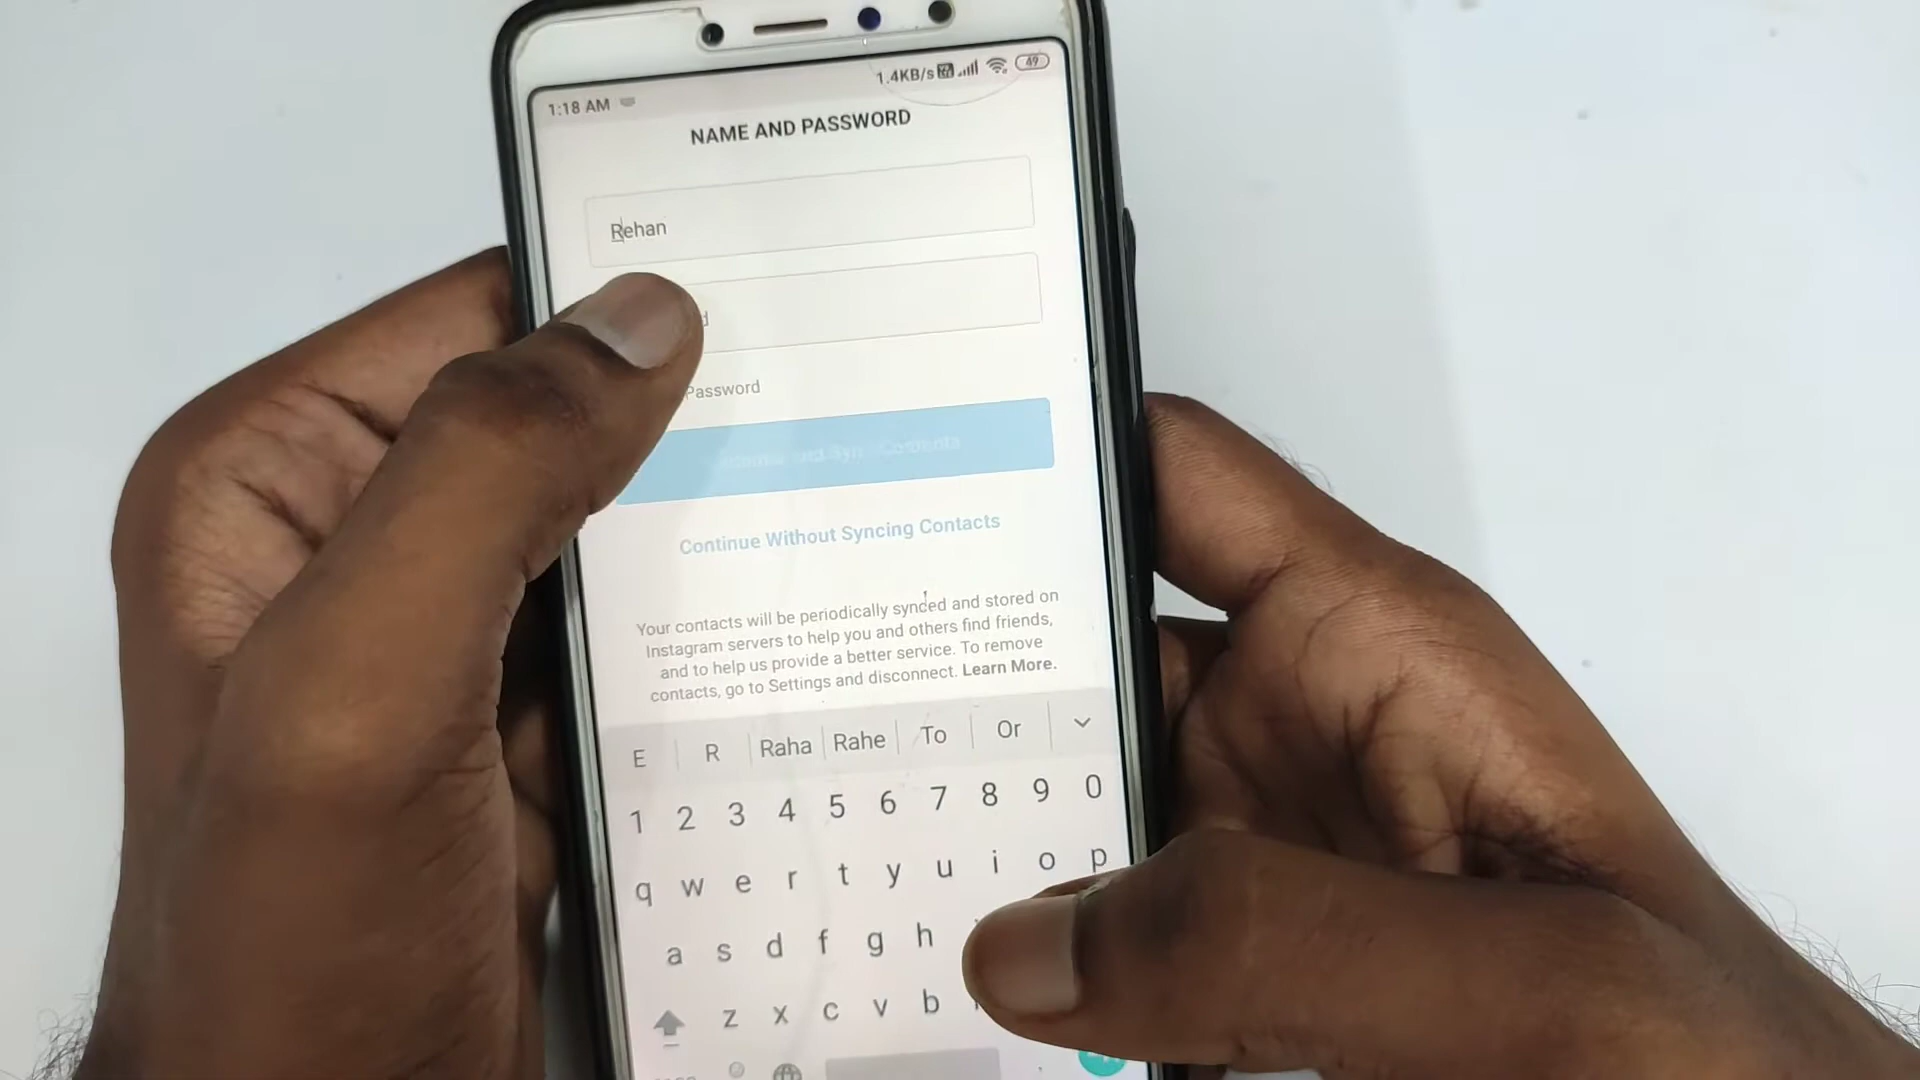 1:18 AM 1.4KB/s 49
NAME AND PASSWORD
Rehan
Password
Continue Without Syncing Contacts
Your contacts will be periodically synced and stored on
Instagram servers to help you and others find friends,
and to help us provide a better service. To remove
contacts, go to Settings and disconnect. Learn More.
E R Raha Rahe To Or
1 2 3 4 5 6 7 8 9 0
q w e r t y u i o p
a s d f g h
z x c v b